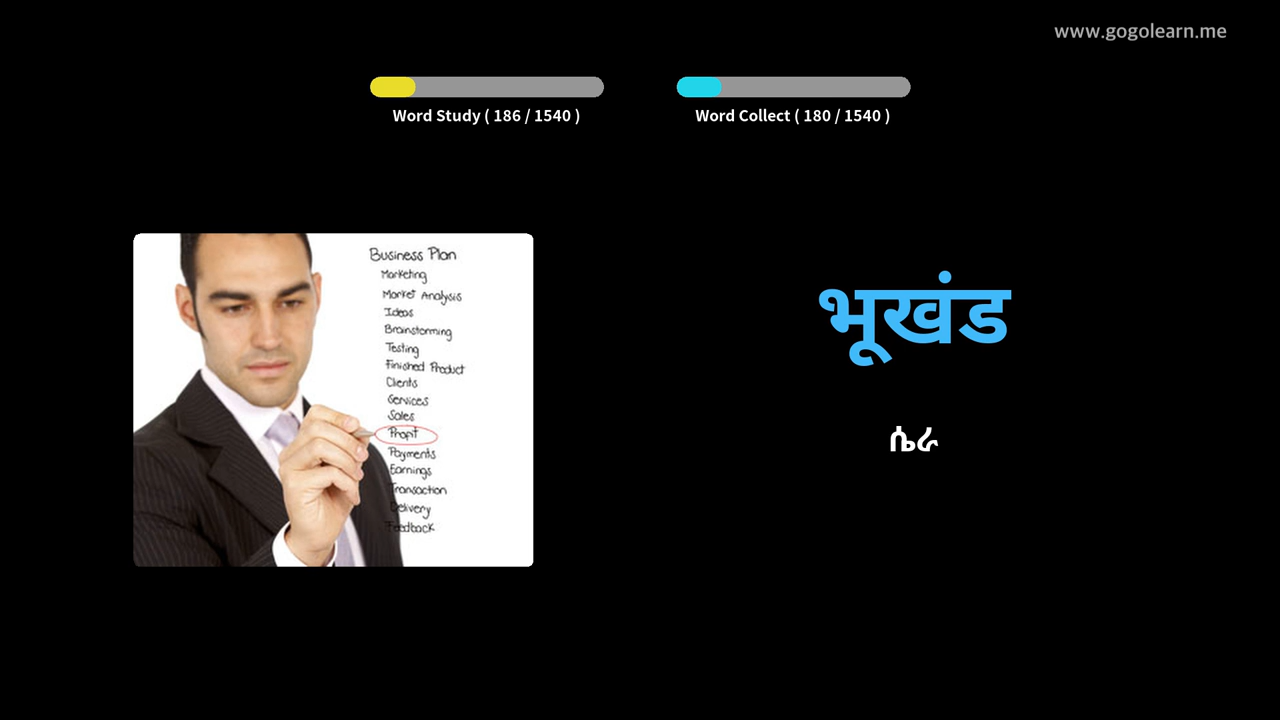 www.gogolearn.me
Word Study ( 186 / 1540 )
Word Collect ( 180 / 1540 )
Business Plan
Marketing
Market Analysis
Ideas
Brainstorming
Testing
Finished Product
Clients
Services
Sales
Profit
Payments
Earnings
Transaction
Delivery
Feedback
भूखंड
ሴራ